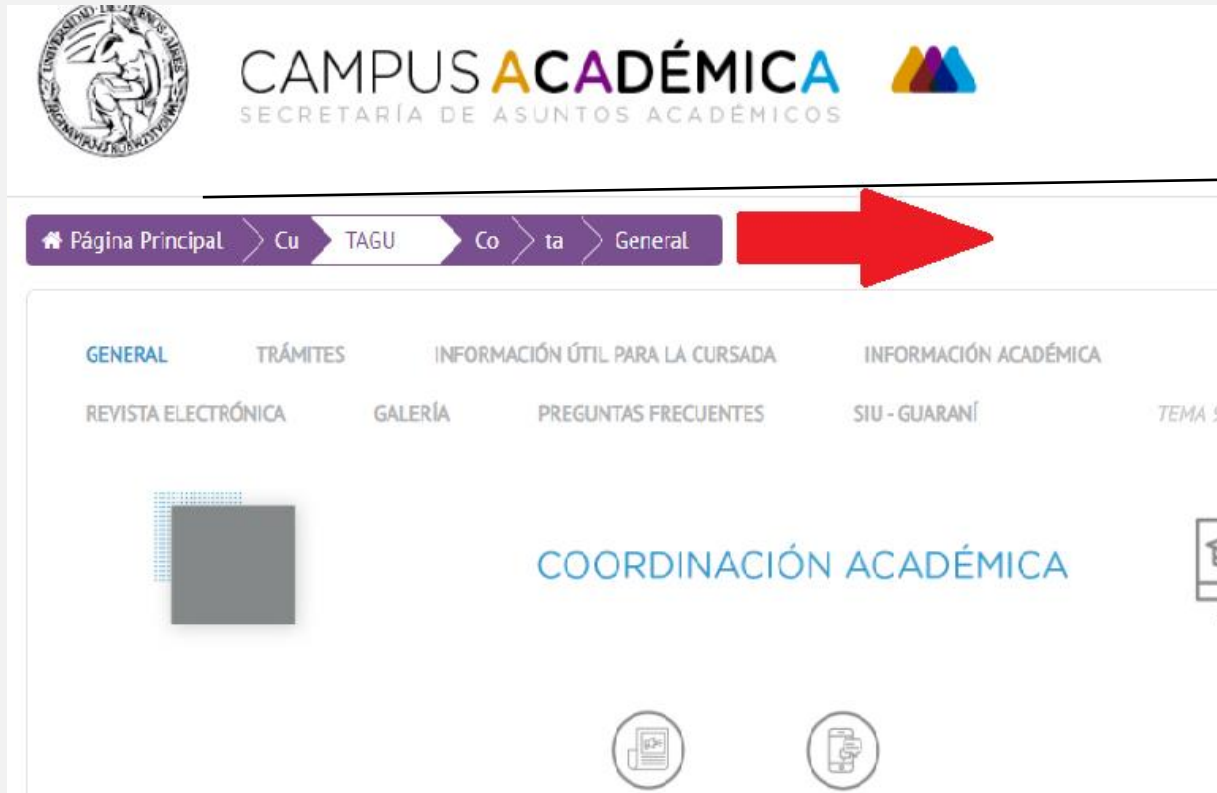 CAMPUS ACADÉMICA
SECRETARÍA DE ASUNTOS ACADÉMICOS
Página Principal Cu TAGU Co ta General
GENERAL TRÁMITES INFORMACIÓN ÚTIL PARA LA CURSADA INFORMACIÓN ACADÉMICA
REVISTA ELECTRÓNICA GALERÍA PREGUNTAS FRECUENTES SIU - GUARANÍ TEMA
COORDINACIÓN ACADÉMICA